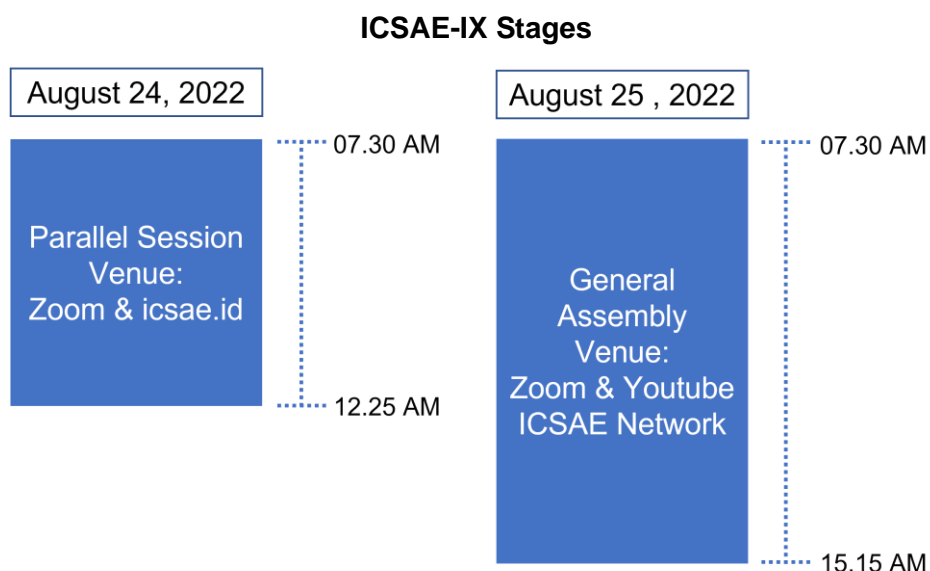 ICSAE-IX Stages
August 24, 2022
07.30 AM
Parallel Session
Venue:
Zoom & icsae.id
12.25 AM
August 25 , 2022
07.30 AM
General
Assembly
Venue:
Zoom & Youtube
ICSAE Network
15.15 AM